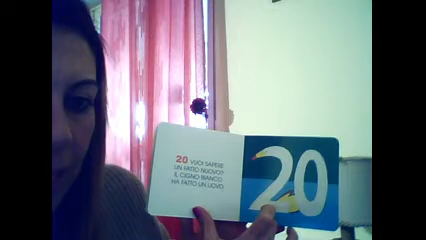 20 VUOI SAPERE
UN FATTO NUOVO?
IL CIGNO BIANCO
HA FATTO UN UOVO
20